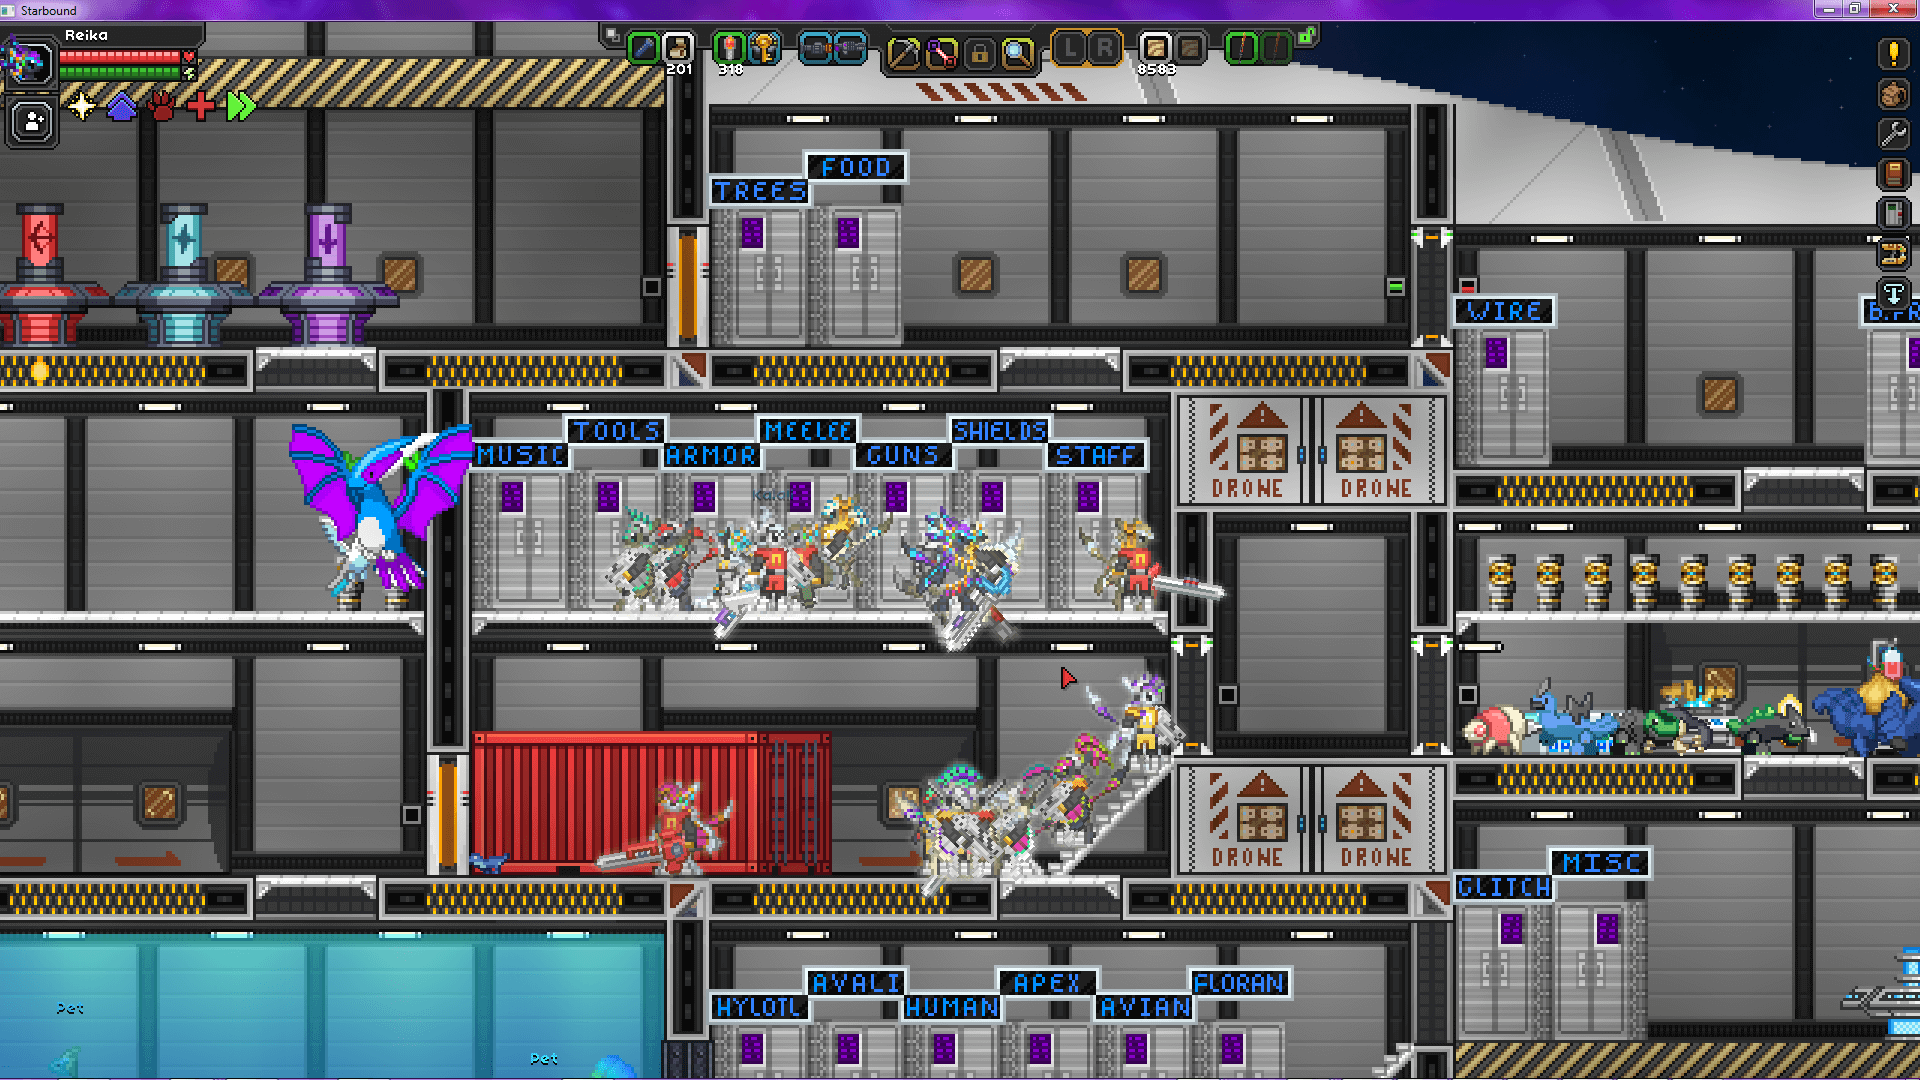 Starbound
Reika
201
318
L R
8583
FOOD
TREES
WIRE
TOOLS
MEELEE
SHIELDS
MUSIC
ARMOR
GUNS
STAFF
DRONE
DRONE
DRONE
DRONE
MISC
GLITCH
AVALI
APEX
FLORAN
HYLOTL
HUMAN
AVIAN
Pet
Pet